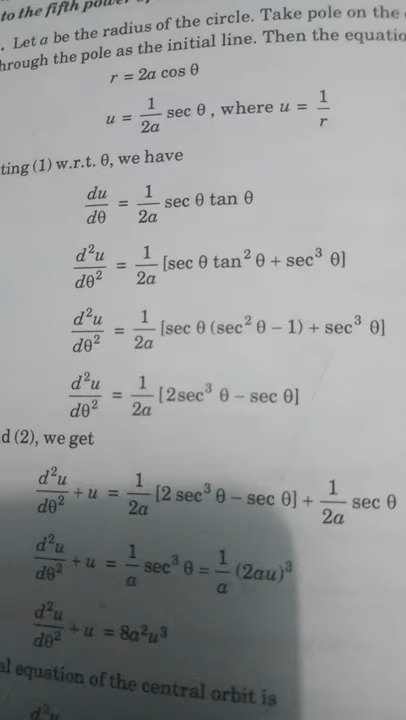 to the fifth power
. Let a be the radius of the circle. Take pole on the
hrough the pole as the initial line. Then the equatio
r = 2a cos θ
u = 1/2a sec θ , where u = 1/r
ting (1) w.r.t. θ, we have
du/dθ = 1/2a sec θ tan θ
d²u/dθ² = 1/2a [sec θ tan² θ + sec³ θ]
d²u/dθ² = 1/2a [sec θ (sec² θ – 1) + sec³ θ]
d²u/dθ² = 1/2a [2sec³ θ – sec θ]
d (2), we get
d²u/dθ² + u = 1/2a [2 sec³ θ – sec θ] + 1/2a sec θ
d²u/dθ² + u = 1/a sec³ θ = 1/a (2au)³
d²u/dθ² + u = 8a²u³
al equation of the central orbit is
d²u